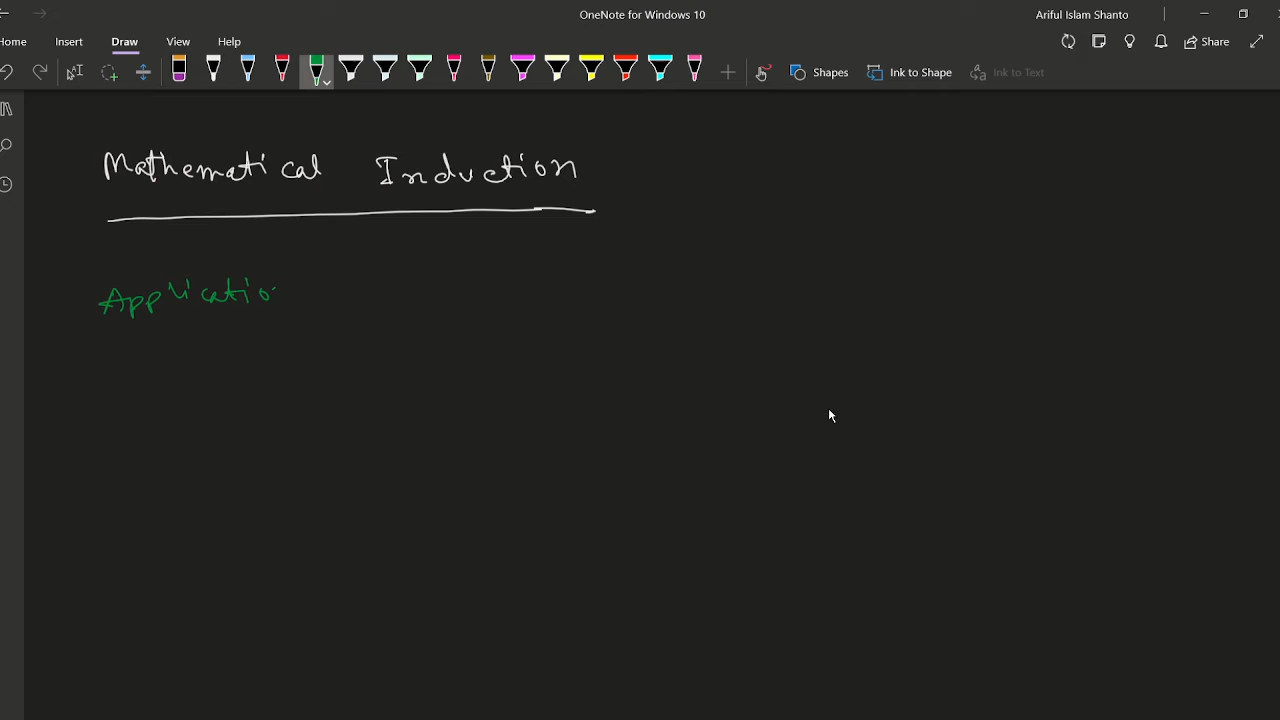 OneNote for Windows 10
Ariful Islam Shanto
Home Insert Draw View Help
Share
Shapes Ink to Shape Ink to Text
Mathematical Induction
Applicatio